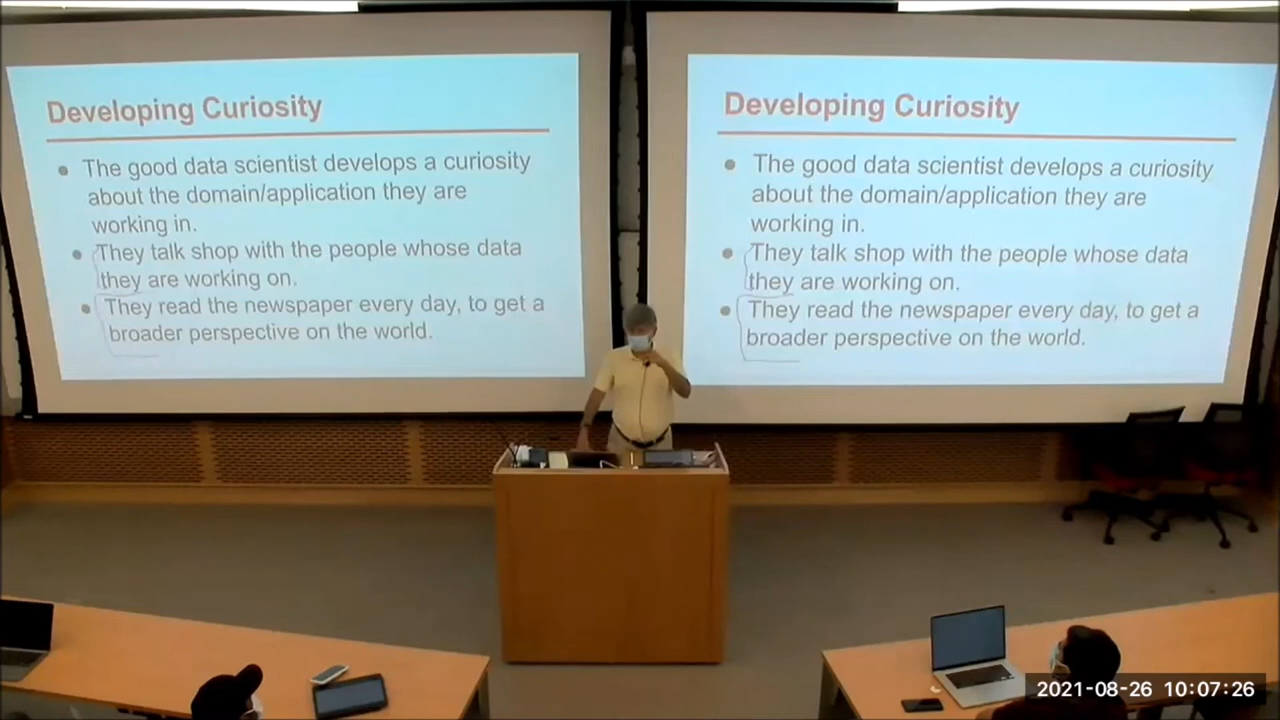 Developing Curiosity
● The good data scientist develops a curiosity
about the domain/application they are
working in.
● They talk shop with the people whose data
they are working on.
● They read the newspaper every day, to get a
broader perspective on the world.
Developing Curiosity
● The good data scientist develops a curiosity
about the domain/application they are
working in.
● They talk shop with the people whose data
they are working on.
● They read the newspaper every day, to get a
broader perspective on the world.
2021-08-26 10:07:26